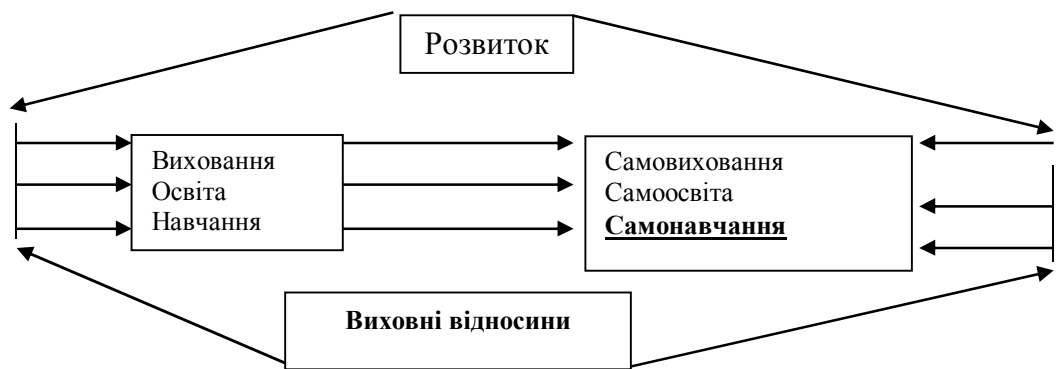 Розвиток
Виховання
Освіта
Навчання
Самовиховання
Самоосвіта
Самонавчання
Виховні відносини